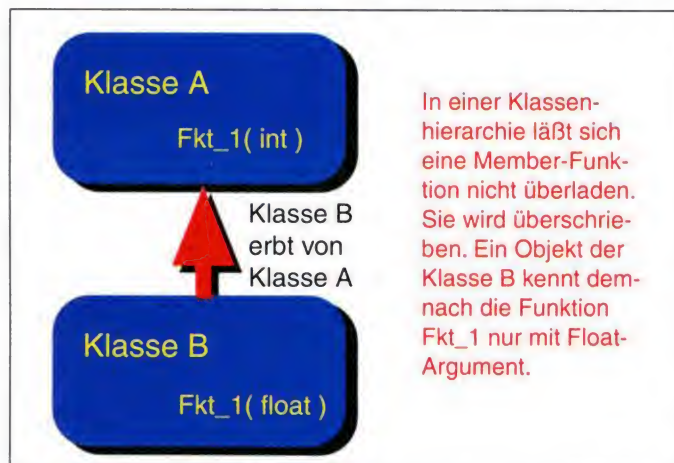 Klasse A
Fkt_1( int )
Klasse B
erbt von
Klasse A
Klasse B
Fkt_1( float )
In einer Klassen-
hierarchie läßt sich
eine Member-Funk-
tion nicht überladen.
Sie wird überschrie-
ben. Ein Objekt der
Klasse B kennt dem-
nach die Funktion
Fkt_1 nur mit Float-
Argument.